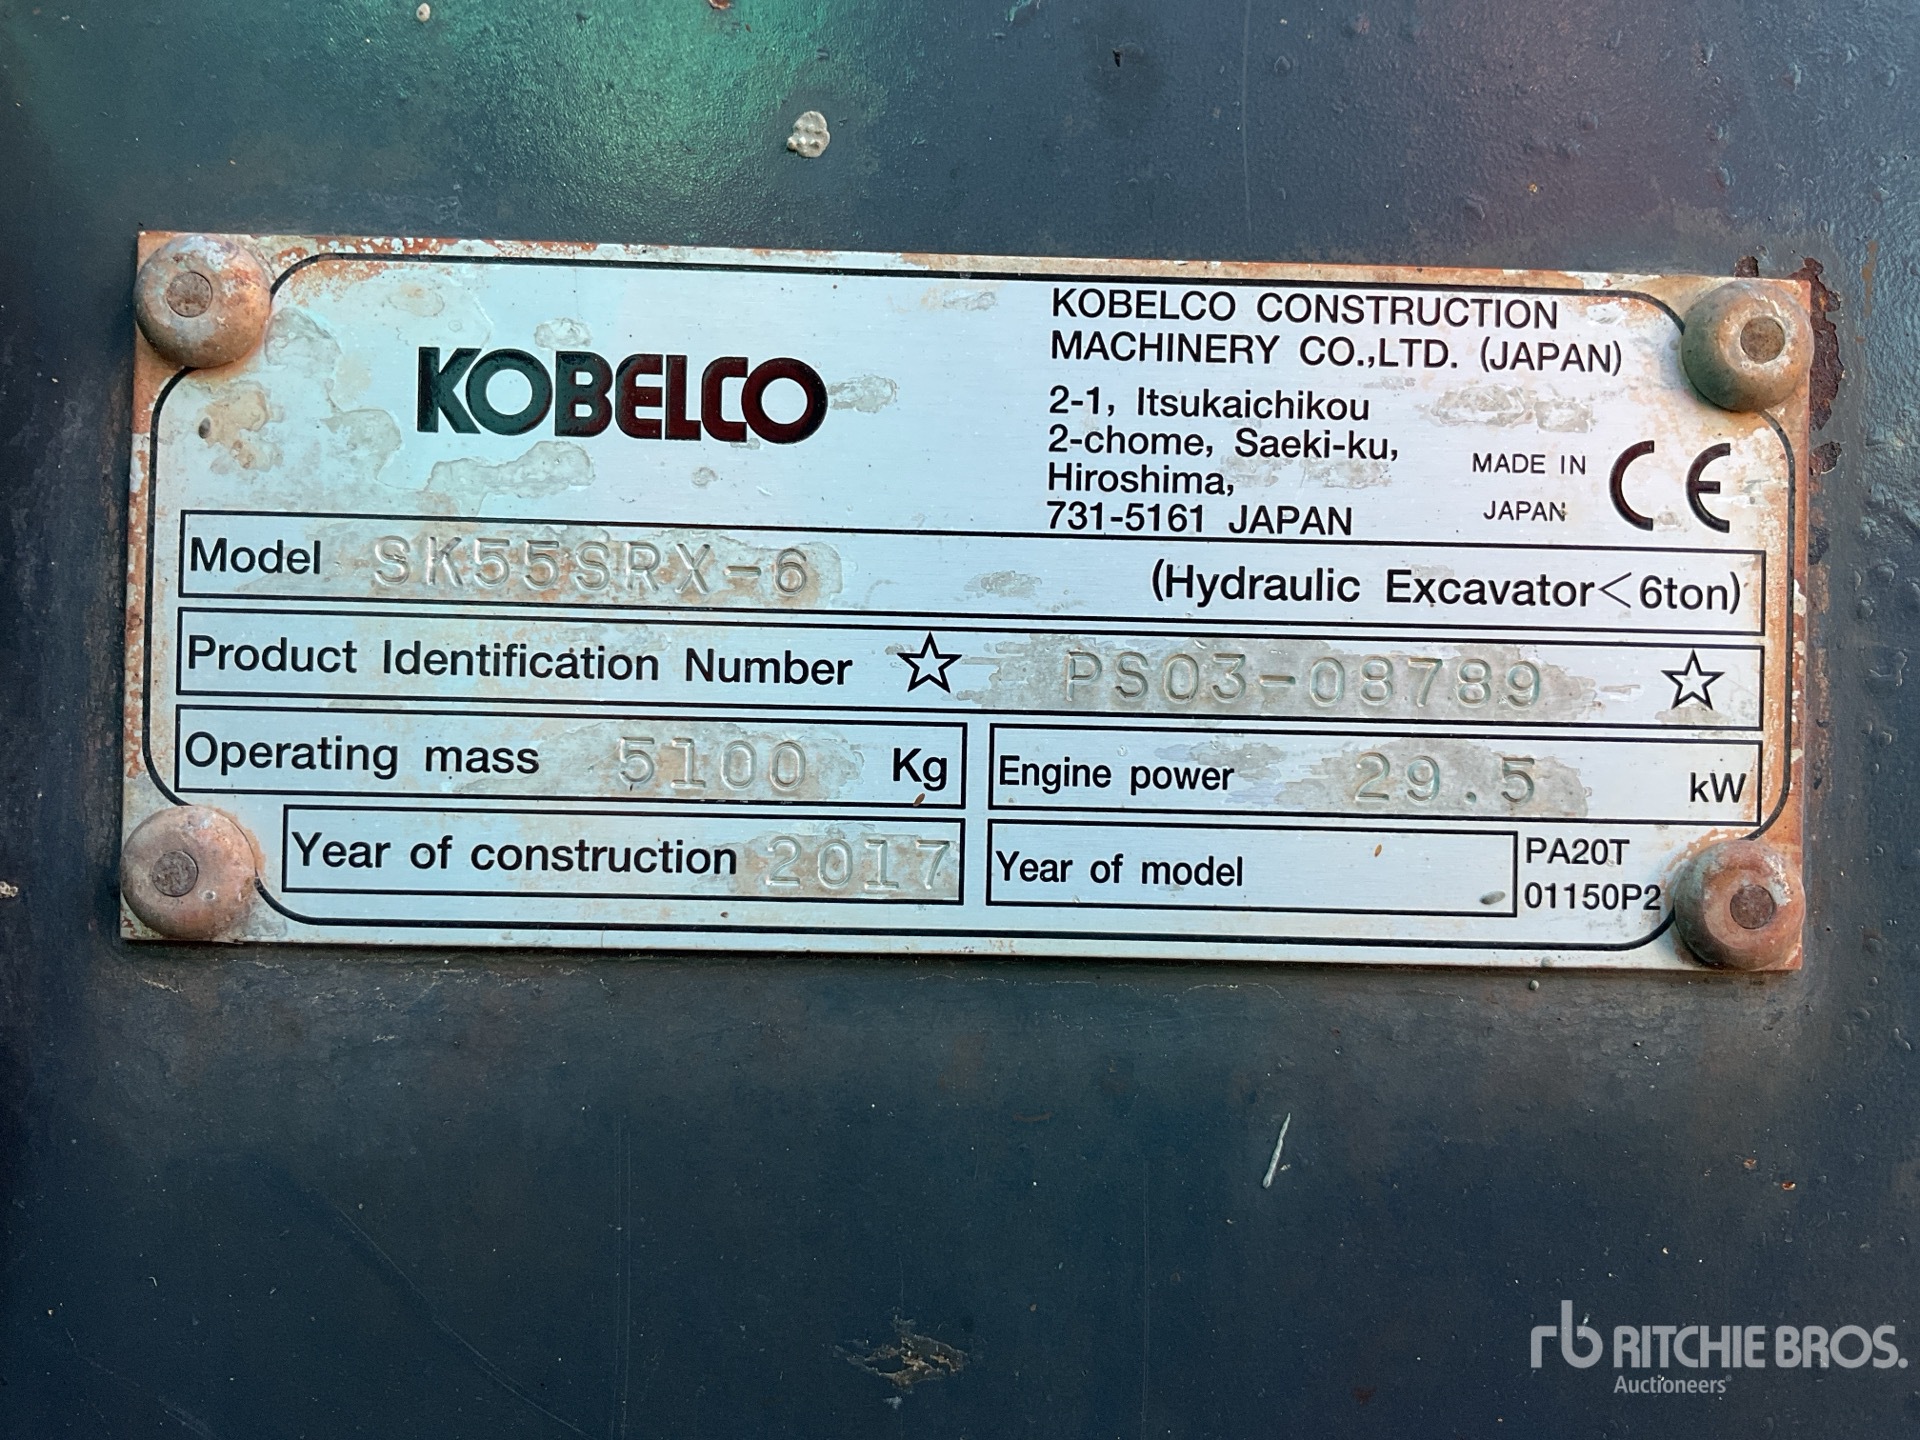 KOBELCO
KOBELCO CONSTRUCTION
MACHINERY CO.,LTD. (JAPAN)
2-1, Itsukaichikou
2-chome, Saeki-ku,
Hiroshima,
731-5161 JAPAN
MADE IN
JAPAN
CE
Model SK55SRX-6 (Hydraulic Excavator<6ton)
Product Identification Number ☆ PS03-08789 ☆
Operating mass 5100 Kg
Engine power 29.5 kW
Year of construction 2017
Year of model
PA20T
01150P2
rb RITCHIE BROS.
Auctioneers